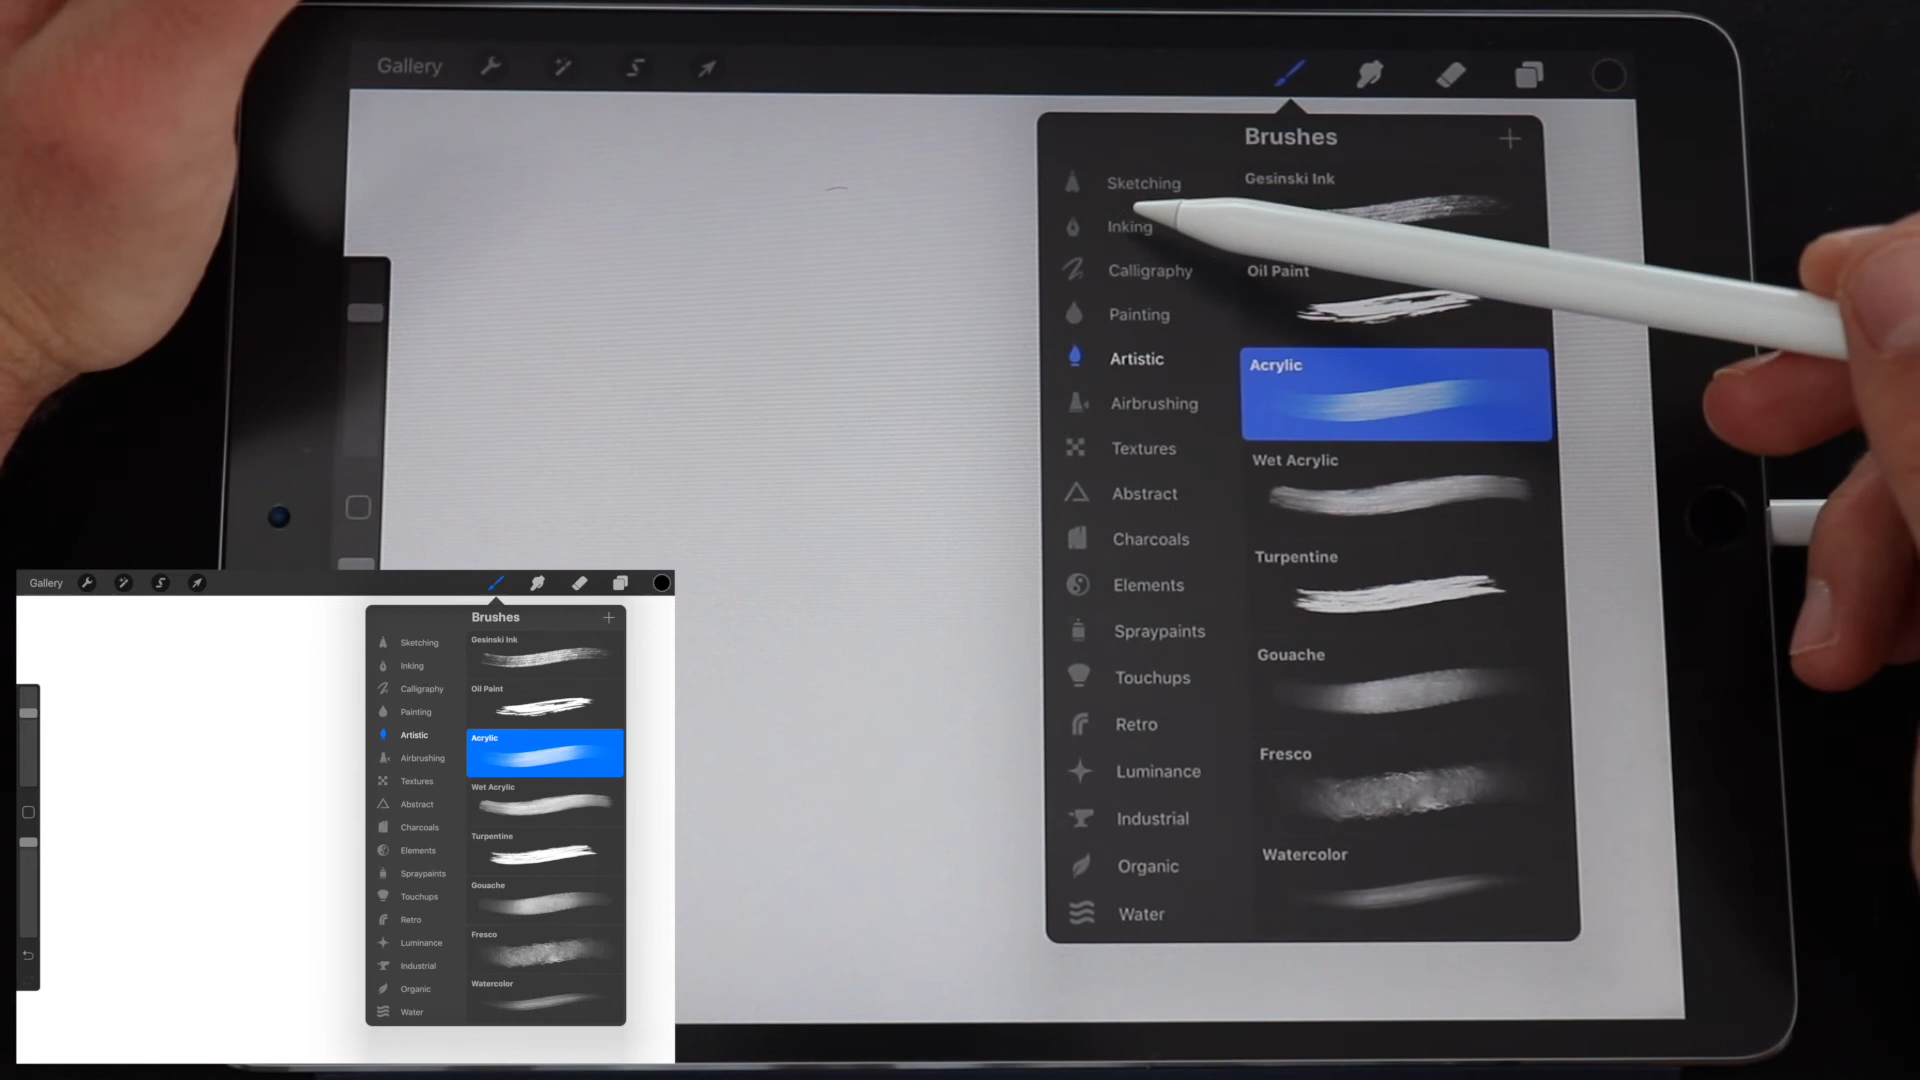 Gallery
Brushes
Sketching
Inking
Calligraphy
Painting
Artistic
Airbrushing
Textures
Abstract
Charcoals
Elements
Spraypaints
Touchups
Retro
Luminance
Industrial
Organic
Water
Gesinski Ink
Oil Paint
Acrylic
Wet Acrylic
Turpentine
Gouache
Fresco
Watercolor
Gallery
Brushes
Sketching
Inking
Calligraphy
Painting
Artistic
Airbrushing
Textures
Abstract
Charcoals
Elements
Spraypaints
Touchups
Retro
Luminance
Industrial
Organic
Water
Gesinski Ink
Oil Paint
Acrylic
Wet Acrylic
Turpentine
Gouache
Fresco
Watercolor